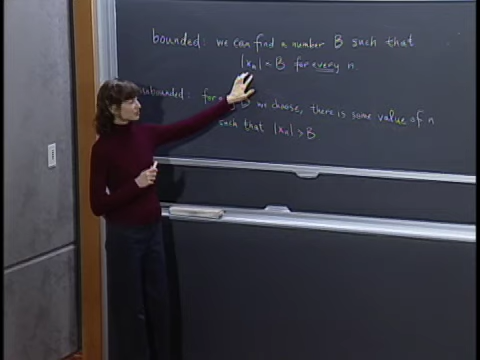 bounded: we can find a number B such that
|xₙ| < B for every n.
unbounded: for any B we choose, there is some value of n
such that |xₙ| > B